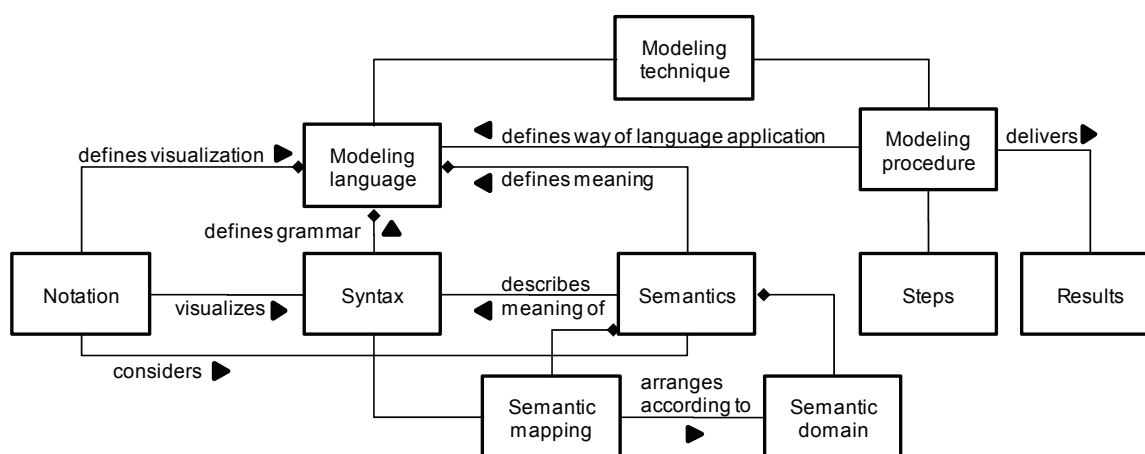 Modeling
technique
defines way of language application
delivers
defines visualization
Modeling
language
Modeling
procedure
defines meaning
defines grammar
Notation
visualizes
Syntax
describes
meaning of
Semantics
Steps
Results
considers
Semantic
mapping
arranges
according to
Semantic
domain